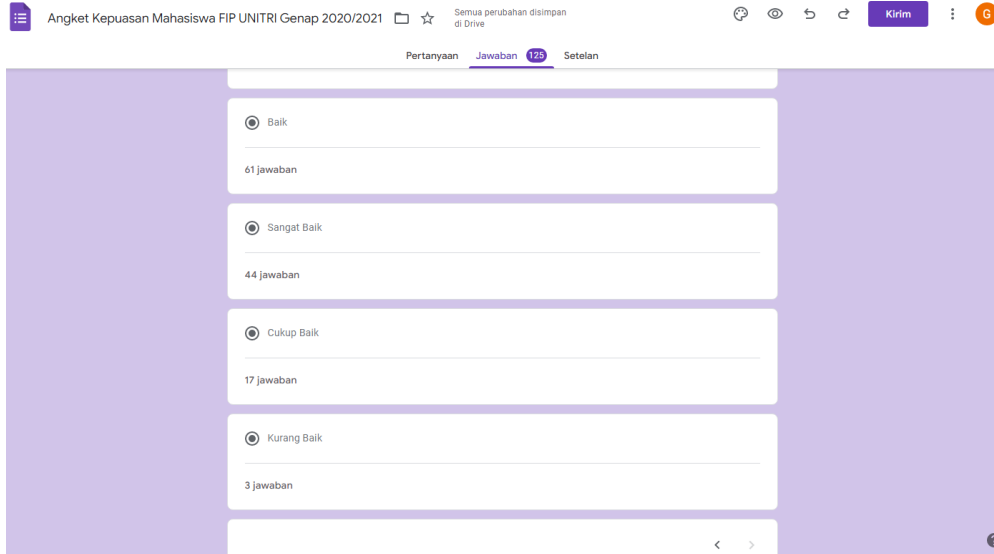 Angket Kepuasan Mahasiswa FIP UNITRI Genap 2020/2021
Semua perubahan disimpan
di Drive
Kirim
G
Pertanyaan Jawaban 125 Setelan
Baik
61 jawaban
Sangat Baik
44 jawaban
Cukup Baik
17 jawaban
Kurang Baik
3 jawaban